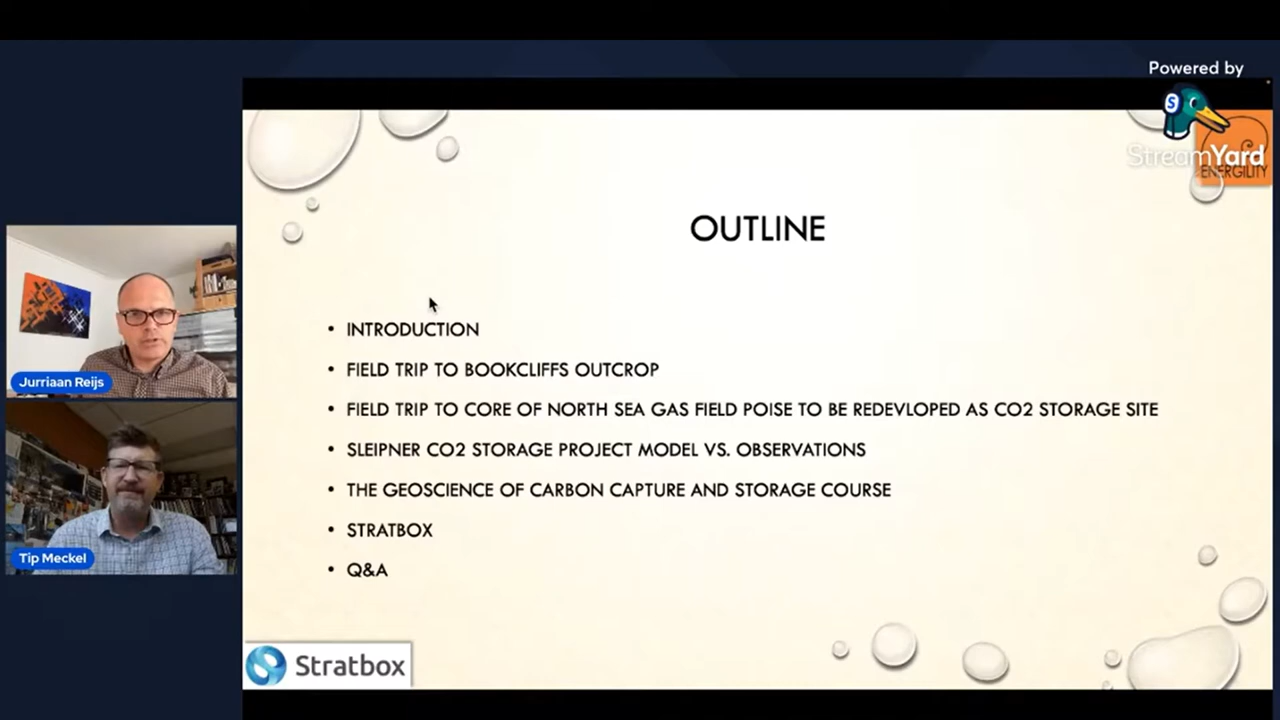 Powered by
S
StreamYard
ENERGILITY
OUTLINE
• INTRODUCTION
• FIELD TRIP TO BOOKCLIFFS OUTCROP
• FIELD TRIP TO CORE OF NORTH SEA GAS FIELD POISE TO BE REDEVLOPED AS CO2 STORAGE SITE
• SLEIPNER CO2 STORAGE PROJECT MODEL VS. OBSERVATIONS
• THE GEOSCIENCE OF CARBON CAPTURE AND STORAGE COURSE
• STRATBOX
• Q&A
Jurriaan Reijs
Tip Meckel
Stratbox